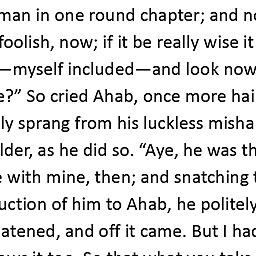 man in one round chapter; and no
foolish, now; if it be really wise it
—myself included—and look now
e?” So cried Ahab, once more hai
ly sprang from his luckless misha
lder, as he did so. “Aye, he was th
with mine, then; and snatching
uction of him to Ahab, he politely
atened, and off it came. But I had